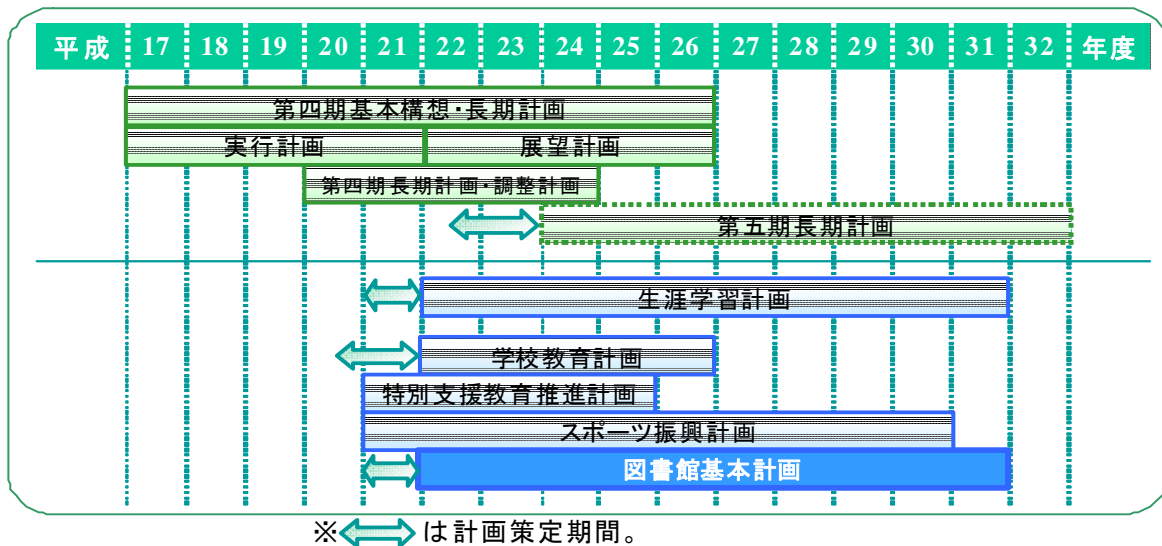 平成 17 18 19 20 21 22 23 24 25 26 27 28 29 30 31 32 年度
第四期基本構想・長期計画
実行計画 展望計画
第四期長期計画・調整計画
第五期長期計画
生涯学習計画
学校教育計画
特別支援教育推進計画
スポーツ振興計画
図書館基本計画
※ は計画策定期間。